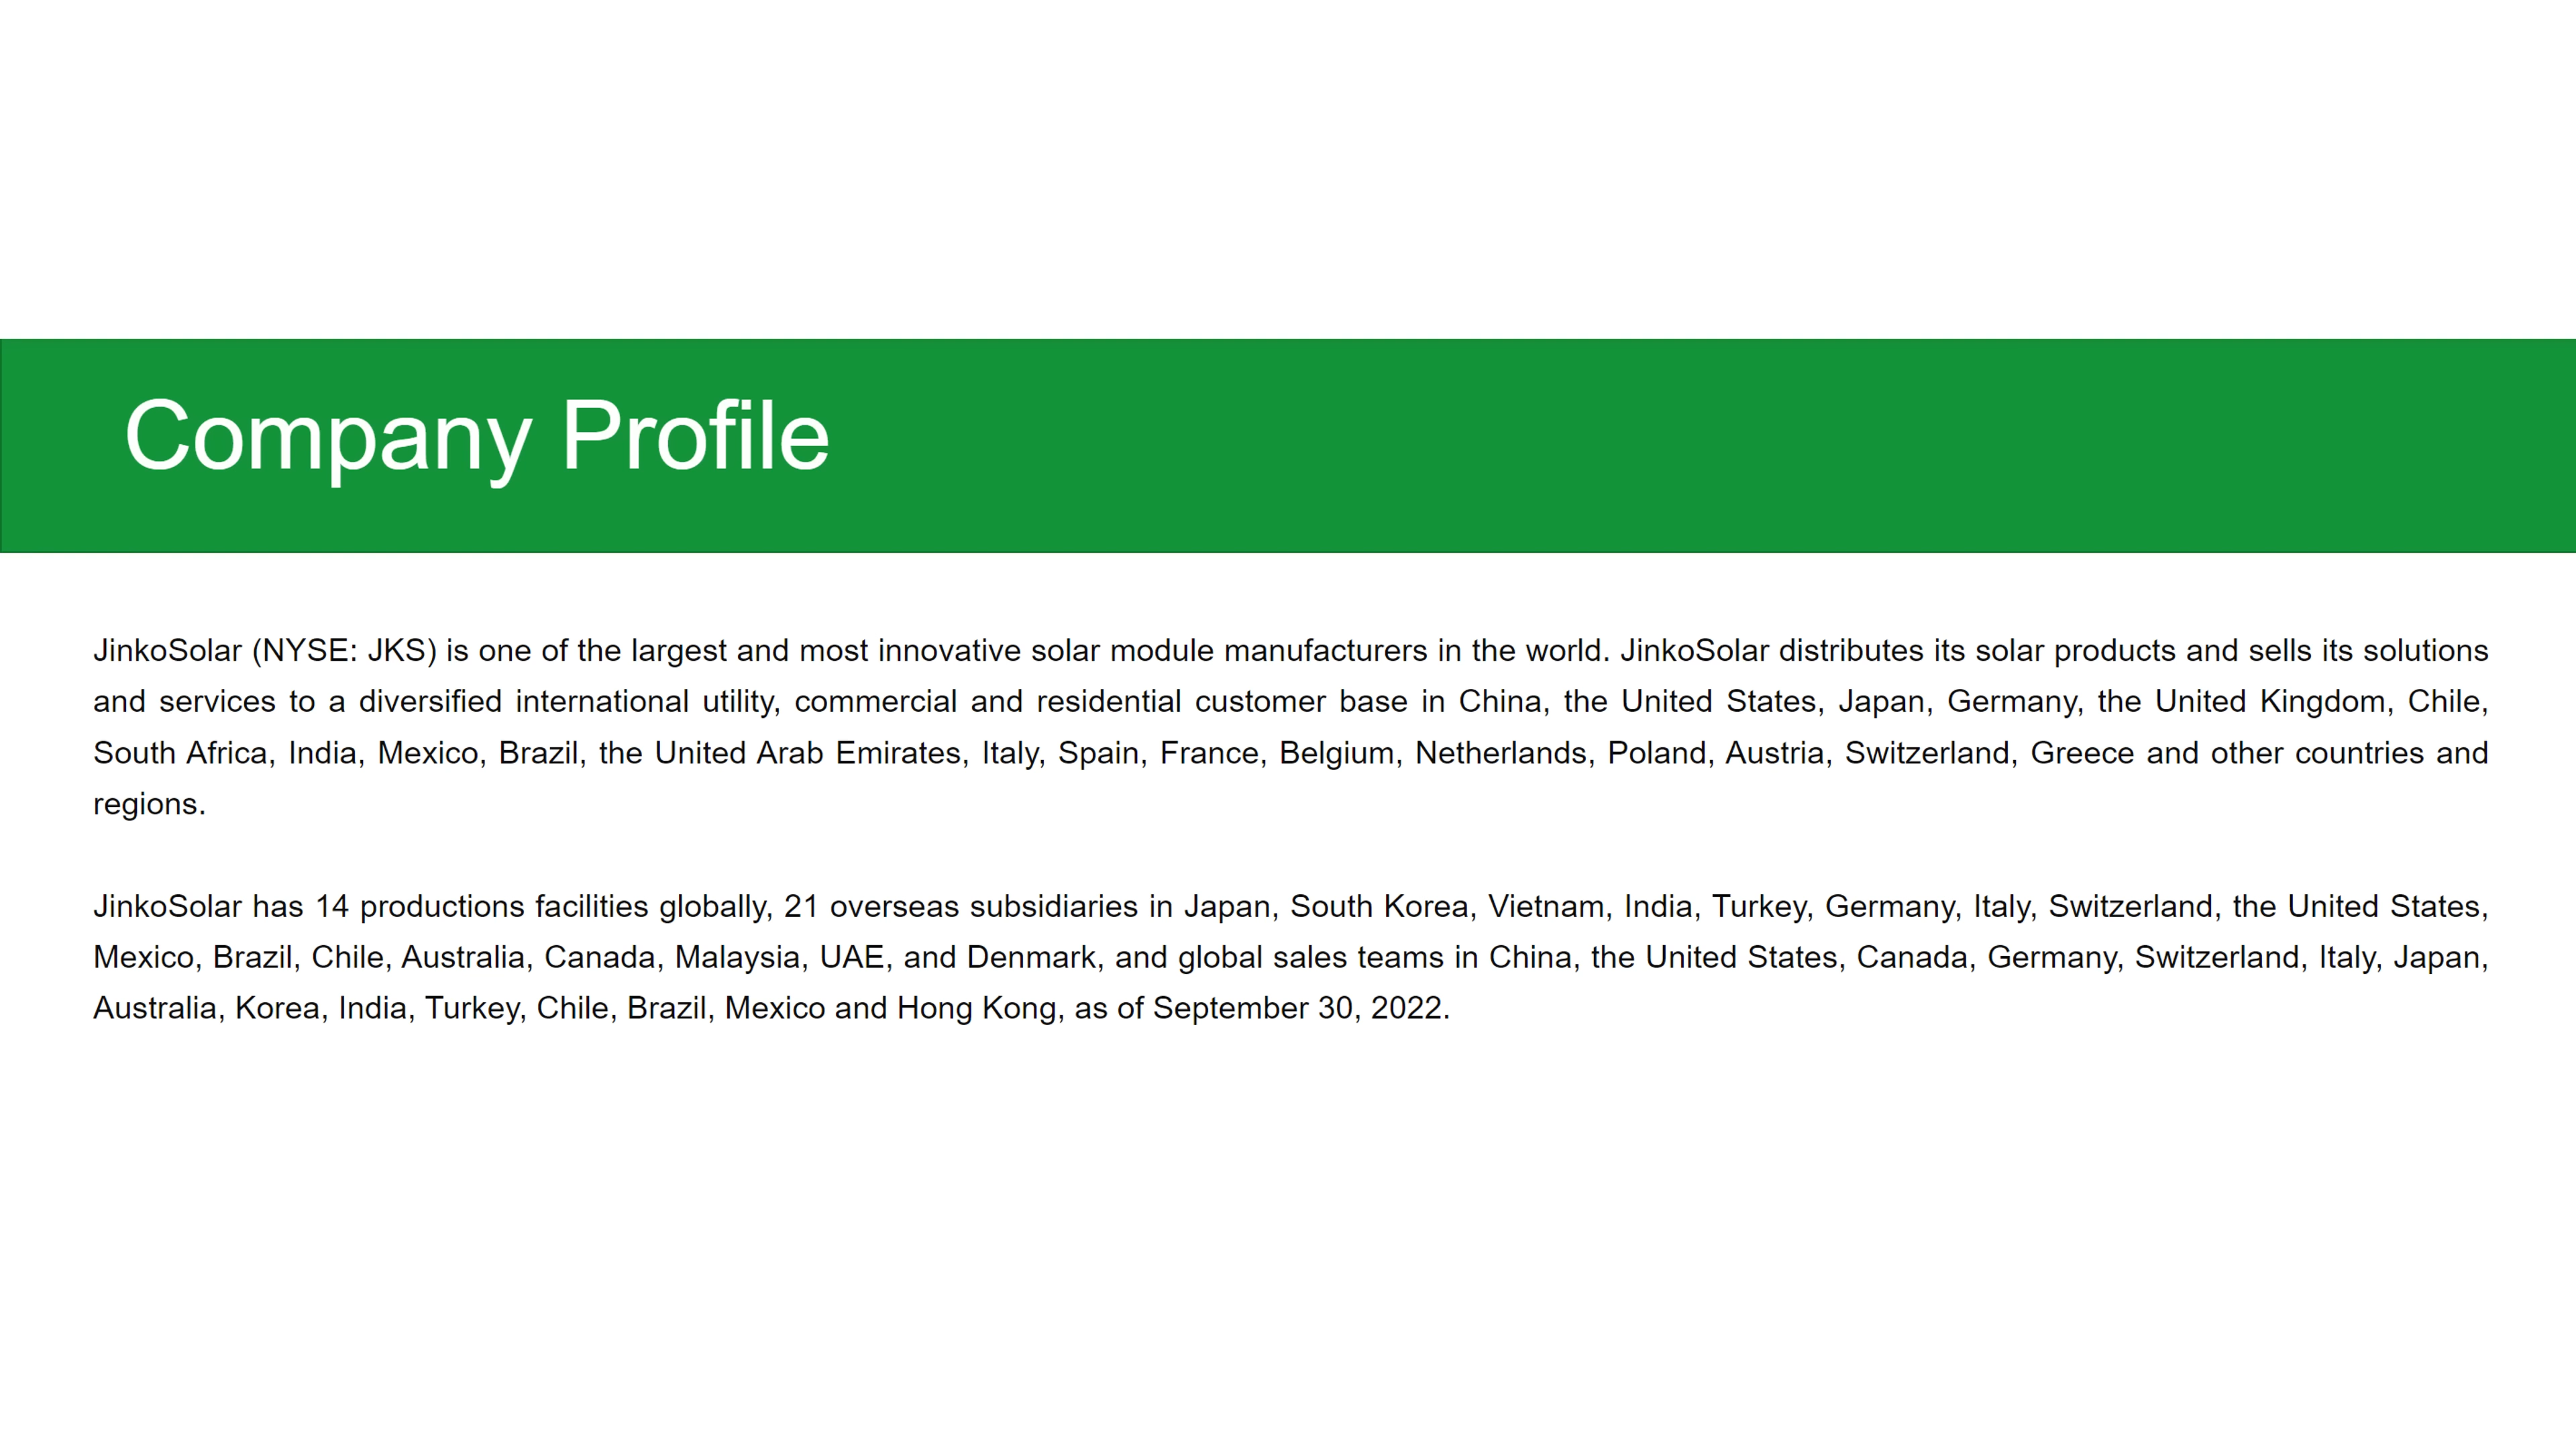 Company Profile
JinkoSolar (NYSE: JKS) is one of the largest and most innovative solar module manufacturers in the world. JinkoSolar distributes its solar products and sells its solutions
and services to a diversified international utility, commercial and residential customer base in China, the United States, Japan, Germany, the United Kingdom, Chile,
South Africa, India, Mexico, Brazil, the United Arab Emirates, Italy, Spain, France, Belgium, Netherlands, Poland, Austria, Switzerland, Greece and other countries and
regions.
JinkoSolar has 14 productions facilities globally, 21 overseas subsidiaries in Japan, South Korea, Vietnam, India, Turkey, Germany, Italy, Switzerland, the United States,
Mexico, Brazil, Chile, Australia, Canada, Malaysia, UAE, and Denmark, and global sales teams in China, the United States, Canada, Germany, Switzerland, Italy, Japan,
Australia, Korea, India, Turkey, Chile, Brazil, Mexico and Hong Kong, as of September 30, 2022.